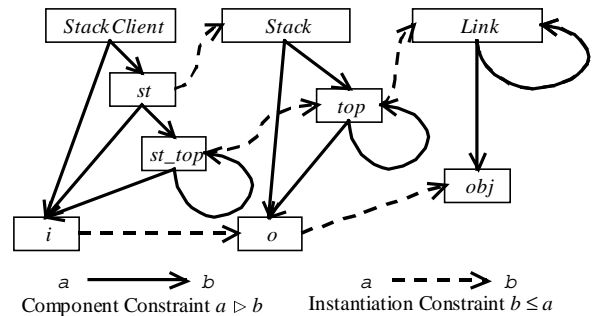 StackClient Stack Link
st
top
st_top
obj
i o
a b a b
Component Constraint a ▷ b Instantiation Constraint b ≤ a